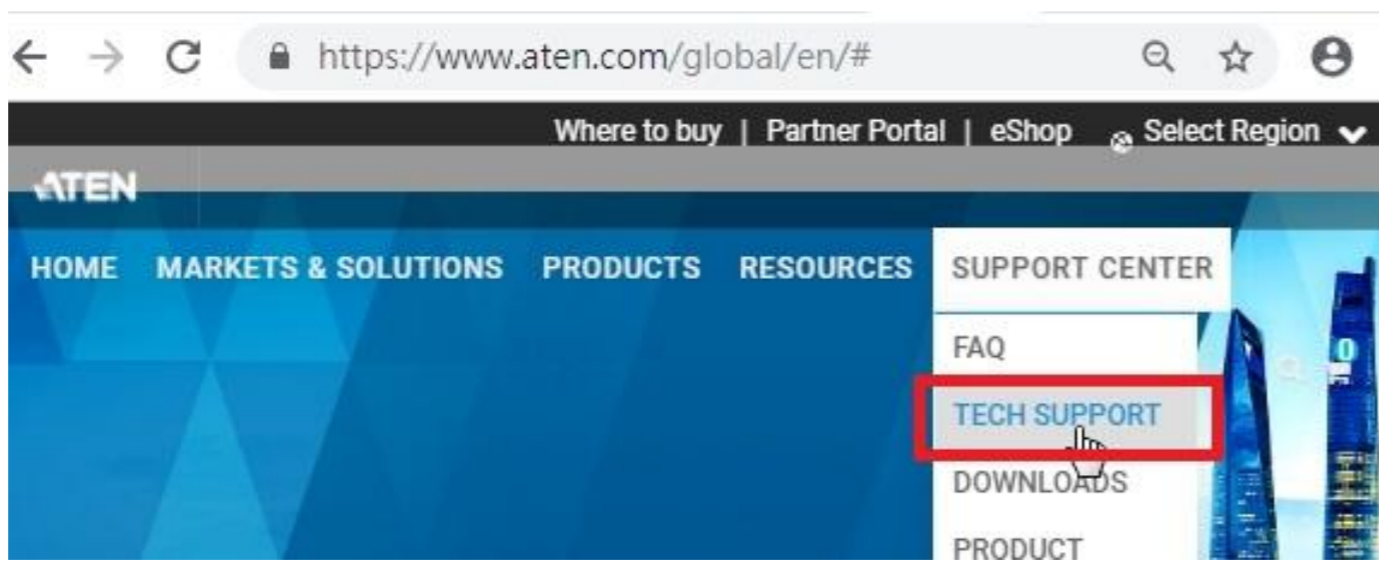 https://www.aten.com/global/en/#
Where to buy | Partner Portal | eShop Select Region
ATEN
HOME MARKETS & SOLUTIONS PRODUCTS RESOURCES SUPPORT CENTER
FAQ
0
TECH SUPPORT
DOWNLOADS
PRODUCT